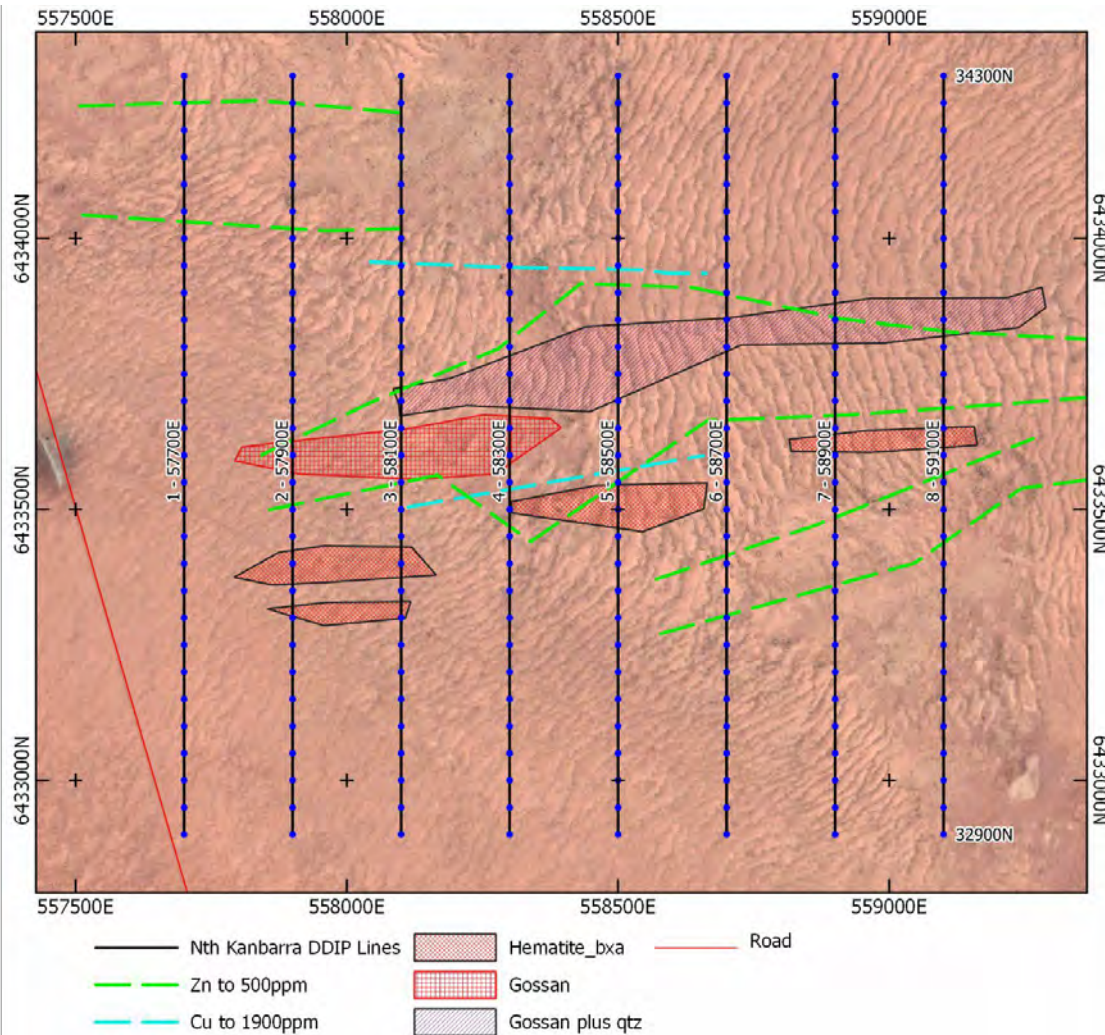 557500E 558000E 558500E 559000E
34300N
6434000N 6434000N
1 - 57700E
2 - 57900E
3 - 58100E
4 - 58300E
5 - 58500E
6 - 58700E
7 - 58900E
8 - 59100E
6433500N 6433500N
6433000N 6433000N
32900N
557500E 558000E 558500E 559000E
Nth Kanbarra DDIP Lines Hematite_bxa Road
Zn to 500ppm Gossan
Cu to 1900ppm Gossan plus qtz